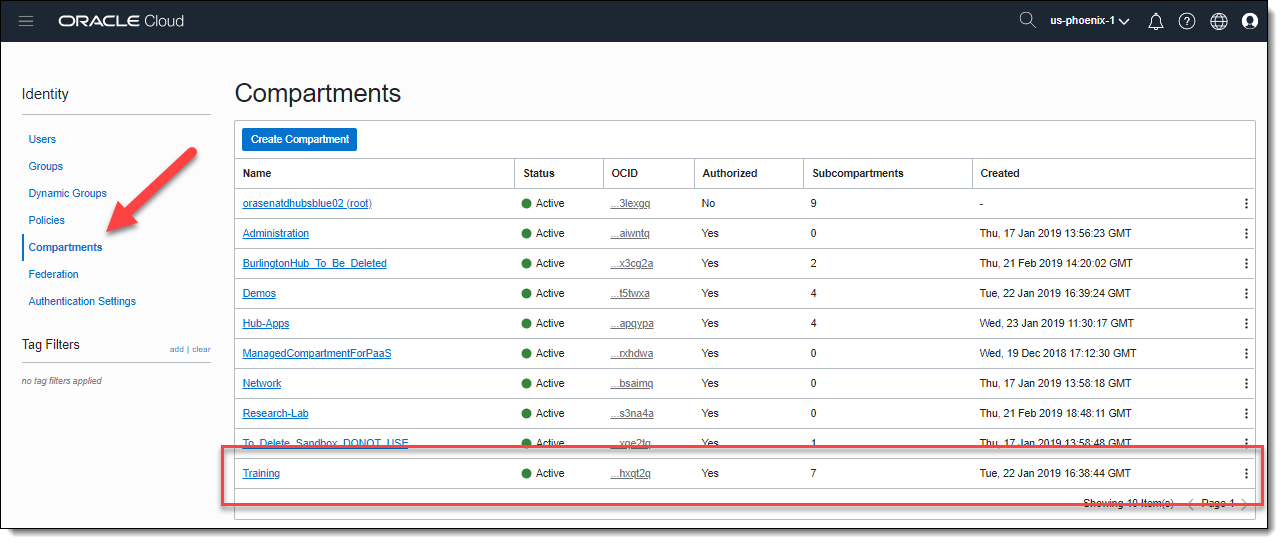 ORACLE Cloud
us-phoenix-1
Identity
Users
Groups
Dynamic Groups
Policies
Compartments
Federation
Authentication Settings
Tag Filters add | clear
no tag filters applied
Compartments
Create Compartment
Name Status OCID Authorized Subcompartments Created
orasenatdhubsblue02 (root) Active ...3lexgq No 9 -
Administration Active ...aiwntq Yes 0 Thu, 17 Jan 2019 13:56:23 GMT
BurlingtonHub_To_Be_Deleted Active ...x3cg2a Yes 2 Thu, 21 Feb 2019 14:20:02 GMT
Demos Active ...t5twxa Yes 4 Tue, 22 Jan 2019 16:39:24 GMT
Hub-Apps Active ...apqypa Yes 4 Wed, 23 Jan 2019 11:30:17 GMT
ManagedCompartmentForPaaS Active ...rxhdwa Yes 0 Wed, 19 Dec 2018 17:12:30 GMT
Network Active ...bsaimq Yes 0 Thu, 17 Jan 2019 13:58:18 GMT
Research-Lab Active ...s3na4a Yes 0 Thu, 21 Feb 2019 18:48:11 GMT
To_Delete_Sandbox_DONOT_USE Active ...xqe2tq Yes 1 Thu, 17 Jan 2019 13:58:48 GMT
Training Active ...hxqt2q Yes 7 Tue, 22 Jan 2019 16:38:44 GMT
Showing 10 Item(s) < Page 1 >